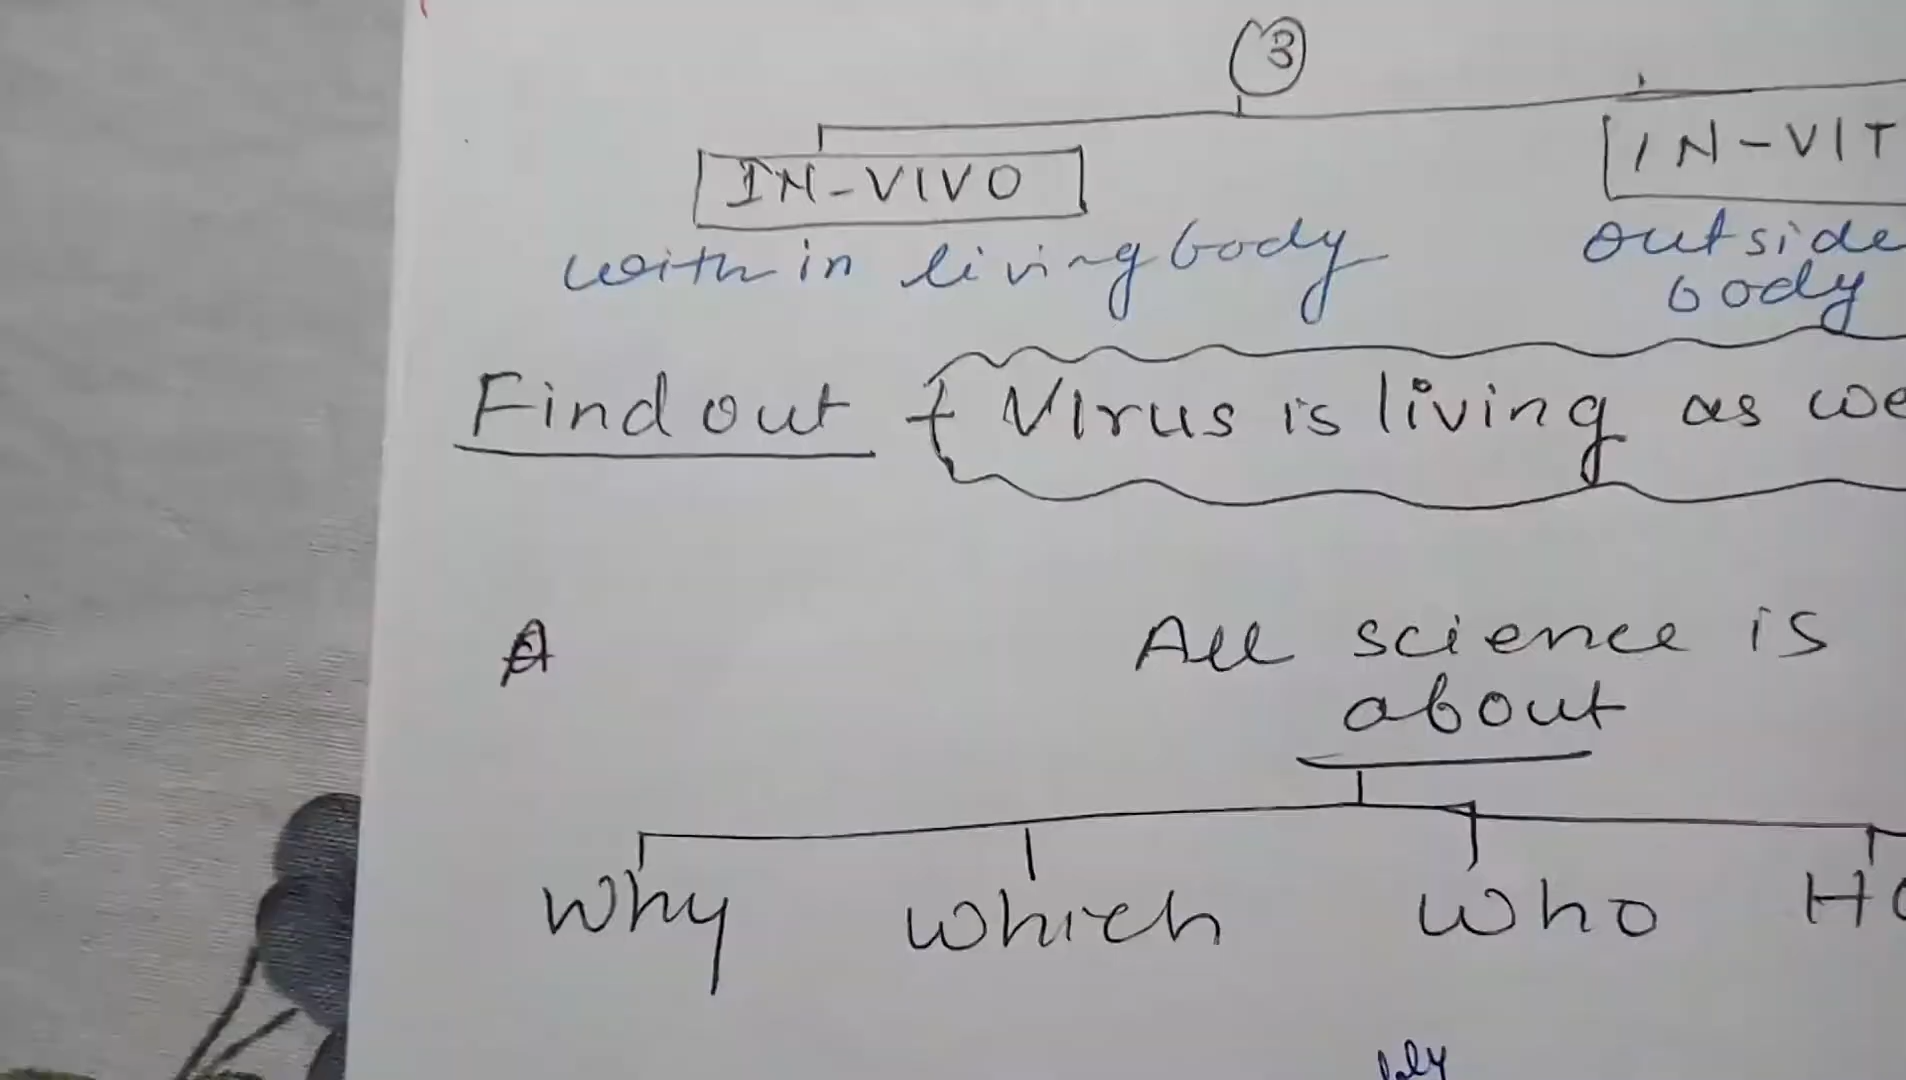 3
IN-VIVO
IN-VIT
with in living body
outside
body
Find out
Virus is living as we
A
All science is
about
Why which who HO